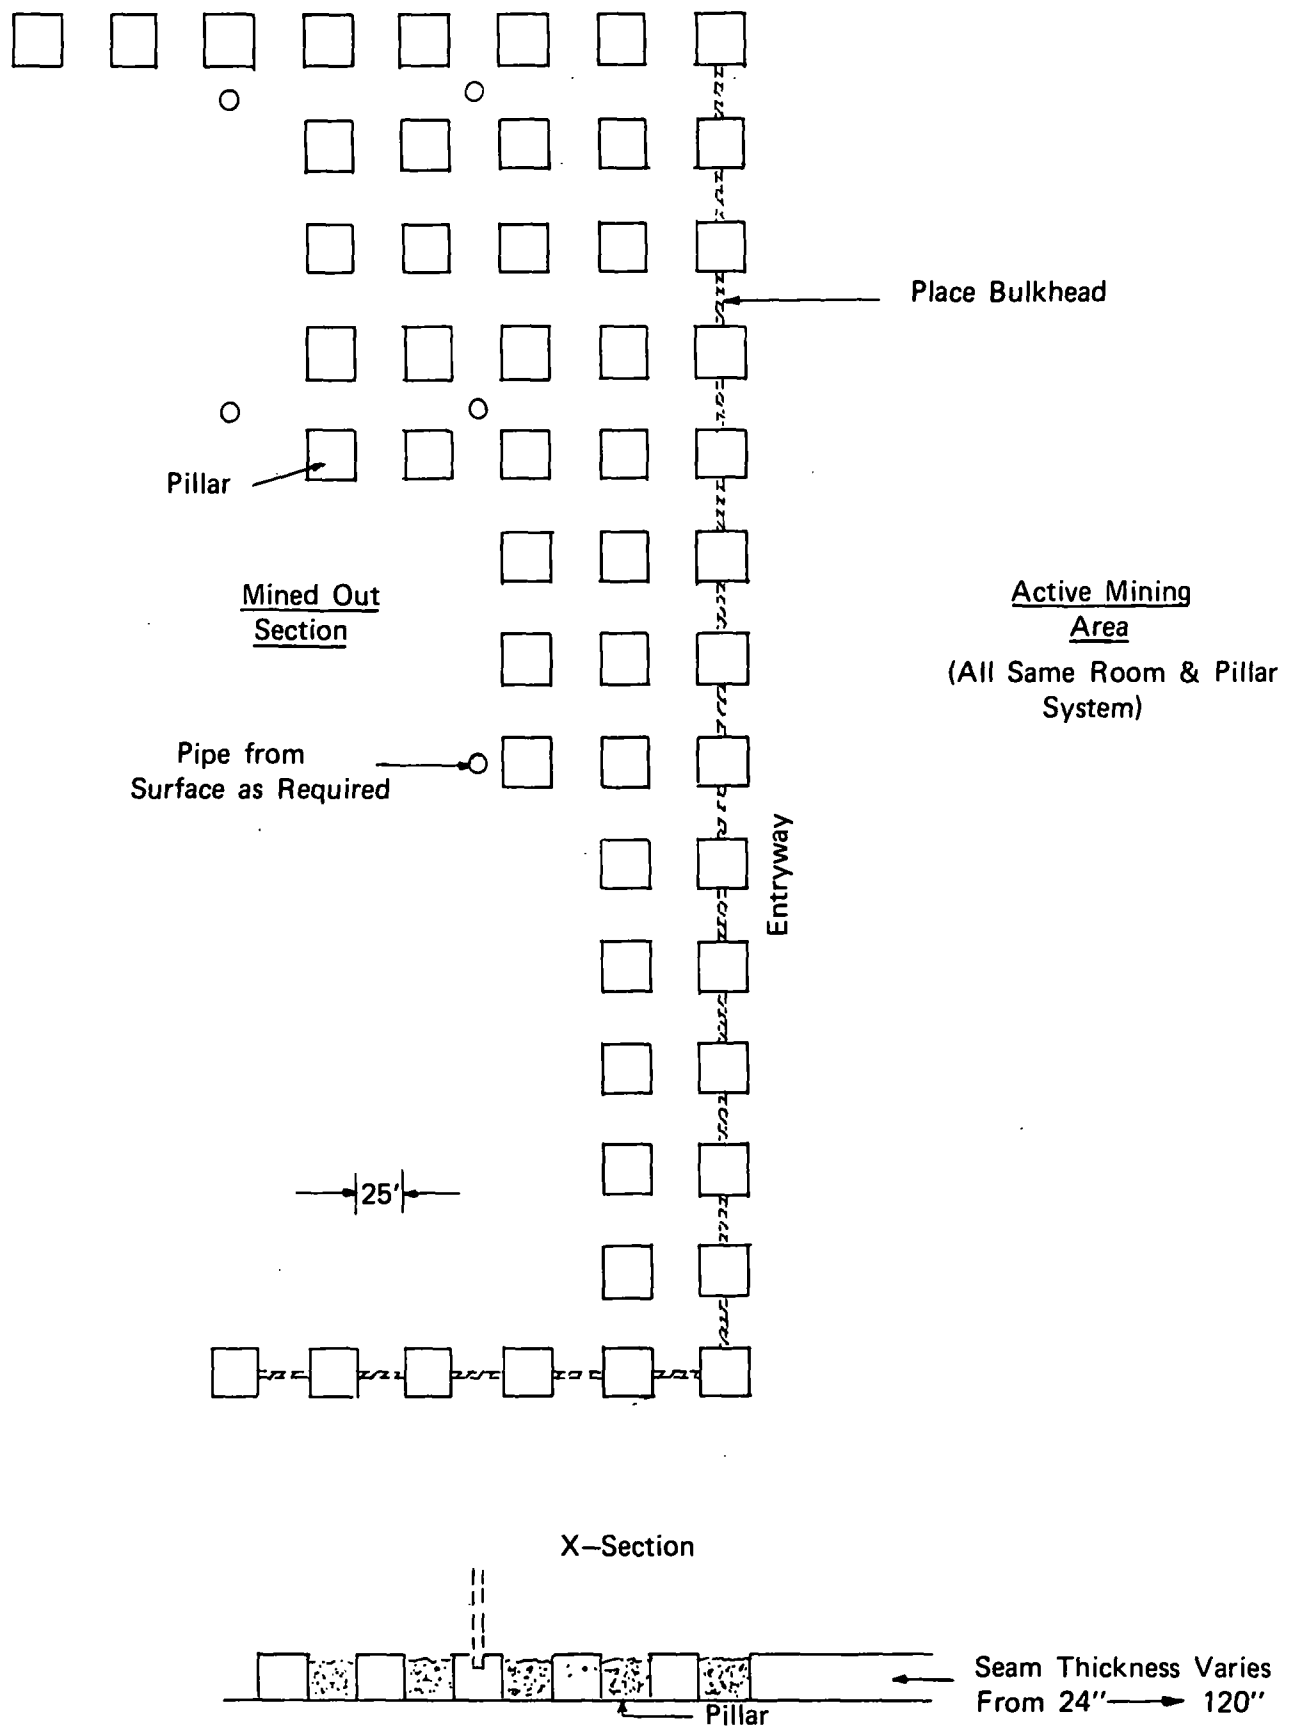 Place Bulkhead
Pillar
Mined Out
Section
Active Mining
Area
(All Same Room & Pillar
System)
Pipe from
Surface as Required
Entryway
25'
X-Section
Seam Thickness Varies
From 24" 120"
Pillar